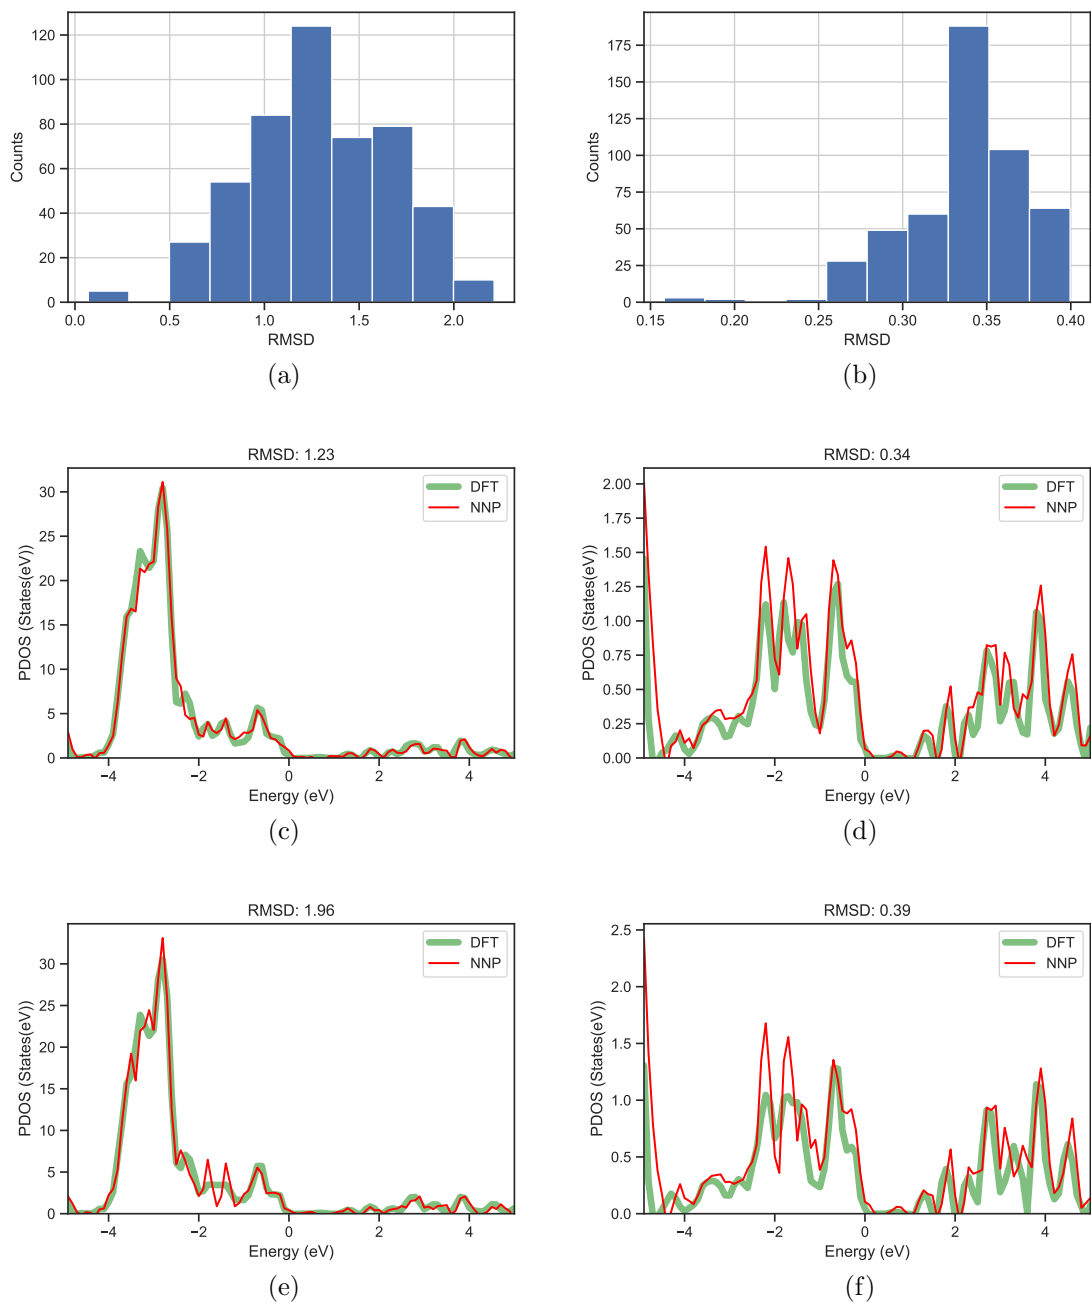 120
100
80
60
40
20
0
Counts
0.0 0.5 1.0 1.5 2.0
RMSD
(a)
175
150
125
100
75
50
25
0
Counts
0.15 0.20 0.25 0.30 0.35 0.40
RMSD
(b)
RMSD: 1.23
DFT
NNP
30
25
20
15
10
5
0
PDOS (States(eV))
−4 −2 0 2 4
Energy (eV)
(c)
RMSD: 0.34
DFT
NNP
2.00
1.75
1.50
1.25
1.00
0.75
0.50
0.25
0.00
PDOS (States(eV))
−4 −2 0 2 4
Energy (eV)
(d)
RMSD: 1.96
DFT
NNP
30
25
20
15
10
5
0
PDOS (States(eV))
−4 −2 0 2 4
Energy (eV)
(e)
RMSD: 0.39
DFT
NNP
2.5
2.0
1.5
1.0
0.5
0.0
PDOS (States(eV))
−4 −2 0 2 4
Energy (eV)
(f)